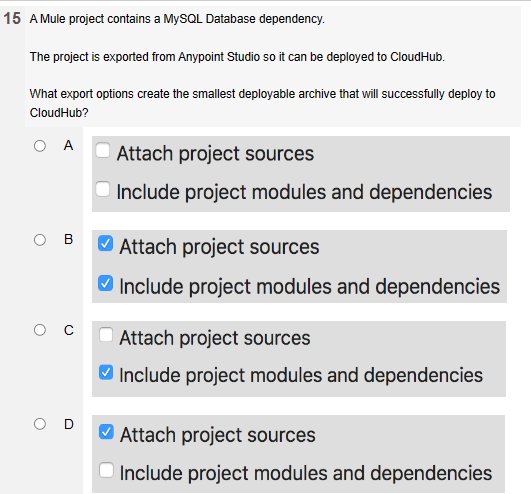 15 A Mule project contains a MySQL Database dependency.
The project is exported from Anypoint Studio so it can be deployed to CloudHub.
What export options create the smallest deployable archive that will successfully deploy to
CloudHub?
A Attach project sources
Include project modules and dependencies
B Attach project sources
Include project modules and dependencies
C Attach project sources
Include project modules and dependencies
D Attach project sources
Include project modules and dependencies